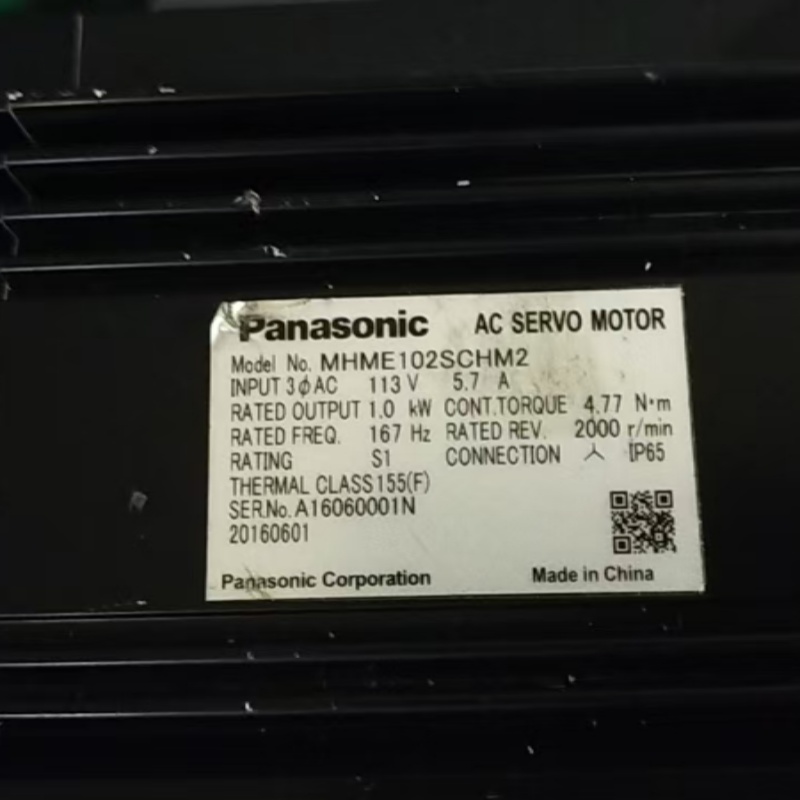 Panasonic AC SERVO MOTOR
Model No. MHME102SCHM2
INPUT 3ϕAC 113 V 5.7 A
RATED OUTPUT 1.0 kW CONT.TORQUE 4.77 N·m
RATED FREQ. 167 Hz RATED REV. 2000 r/min
RATING S1 CONNECTION 人 IP65
THERMAL CLASS 155(F)
SER.No. A16060001N
20160601
Panasonic Corporation Made in China